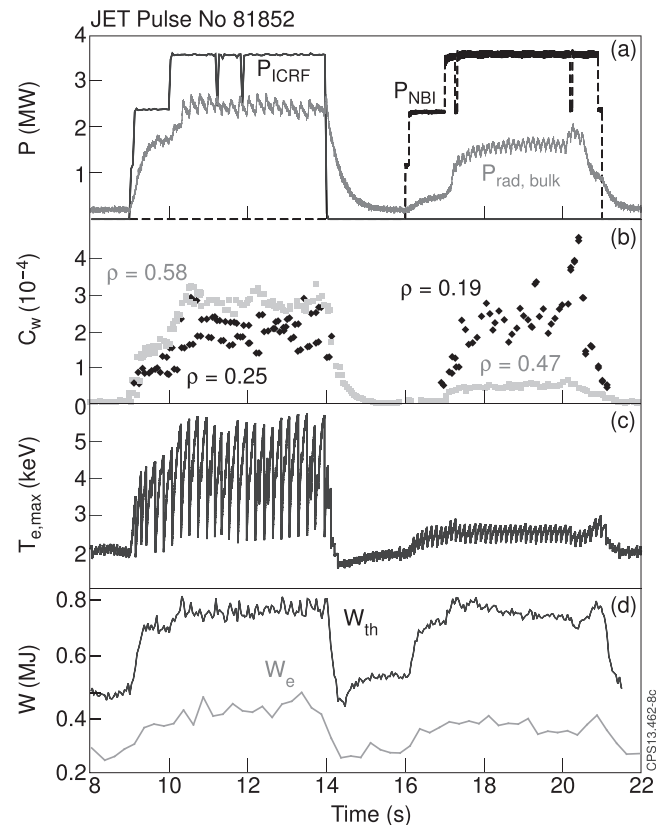 JET Pulse No 81852
4
3
2
1
P (MW)
P_ICRF
P_NBI
P_rad, bulk
(a)
4
3
2
1
0
C_w (10⁻⁴)
ρ = 0.58
ρ = 0.25
ρ = 0.19
ρ = 0.47
(b)
5
4
3
2
T_e,max (keV)
(c)
0.8
0.6
0.4
0.2
W (MJ)
W_th
W_e
(d)
8 10 12 14 16 18 20 22
Time (s)
CPS13.462-8c